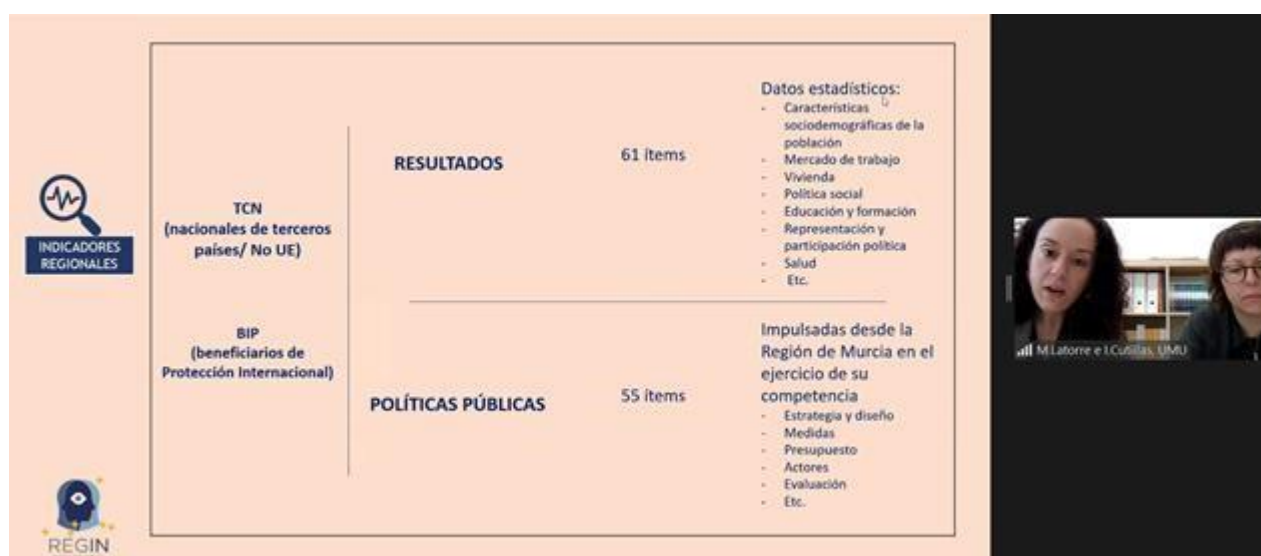 INDICADORES
REGIONALES
TCN
(nacionales de terceros
países/ No UE)
BIP
(beneficiarios de
Protección Internacional)
RESULTADOS
61 ítems
Datos estadísticos:
- Características
sociodemográficas de la
población
- Mercado de trabajo
- Vivienda
- Política social
- Educación y formación
- Representación y
participación política
- Salud
- Etc.
POLÍTICAS PÚBLICAS
55 ítems
Impulsadas desde la
Región de Murcia en el
ejercicio de su
competencia
- Estrategia y diseño
- Medidas
- Presupuesto
- Actores
- Evaluación
- Etc.
REGIN
M.Latorre e I.Cutillas, UMU